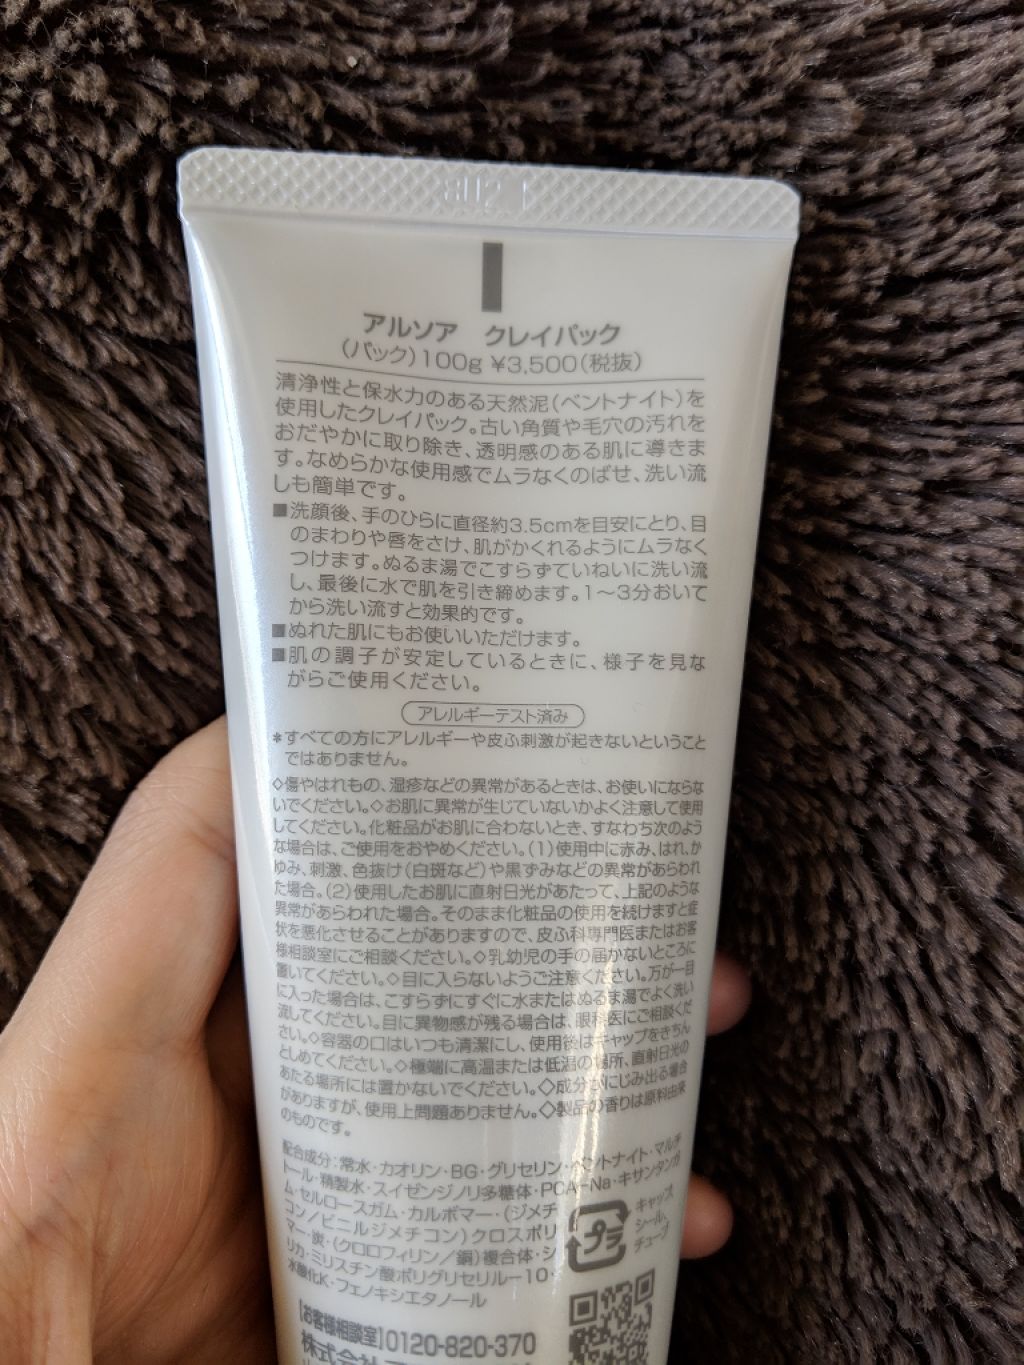 アルソア クレイパック
(パック)100g ¥3,500(税抜)
清浄性と保水力のある天然泥(ベントナイト)を
使用したクレイパック。古い角質や毛穴の汚れを
おだやかに取り除き、透明感のある肌に導きま
す。なめらかな使用感でムラなくのばせ、洗い流
しも簡単です。
■洗顔後、手のひらに直径約3.5cmを目安にとり、目
のまわりや唇をさけ、肌がかくれるようにムラなく
つけます。ぬるま湯でこすらずていねいに洗い流
し、最後に水で肌を引き締めます。1〜3分おいて
から洗い流すと効果的です。
■ぬれた肌にもお使いいただけます。
■肌の調子が安定しているときに、様子を見な
がらご使用ください。
アレルギーテスト済み
*すべての方にアレルギーや皮ふ刺激が起きないということ
ではありません。
◇傷やはれもの、湿疹などの異常があるときは、お使いにならな
いでください。◇お肌に異常が生じていないかよく注意して使用
してください。化粧品がお肌に合わないとき、すなわち次のよう
な場合は、ご使用をおやめください。(1)使用中に赤み、はれ、か
ゆみ、刺激、色抜け(白斑など)や黒ずみなどの異常があらわれ
た場合。(2)使用したお肌に直射日光があたって、上記のような
異常があらわれた場合。そのまま化粧品の使用を続けますと症
状を悪化させることがありますので、皮ふ科専門医またはお客
様相談室にご相談ください。◇乳幼児の手の届かないところに
置いてください。◇目に入らないようご注意ください。万が一目
に入った場合は、こすらずにすぐに水またはぬるま湯でよく洗い
流してください。目に異物感が残る場合は、眼科医にご相談くだ
さい。◇容器の口はいつも清潔にし、使用後はキャップをきちん
としめてください。◇極端に高温または低温の場所、直射日光の
あたる場所には置かないでください。◇成分がにじみ出る場合
がありますが、使用上問題ありません。◇製品の香りは原料由来
のものです。
配合成分:常水・カオリン・BG・グリセリン・ベントナイト・マルチ
トール・精製水・スイゼンジノリ多糖体・PCA-Na・キサンタンガ
ム・セルロースガム・カルボマー・(ジメチ
コン/ビニルジメチコン)クロスポリ
マー・炭・(クロロフィリン/銅)複合体・シ
リカ・ミリスチン酸ポリグリセリル-10・
水酸化K・フェノキシエタノール
プラ
キャップ
シール、
チューブ
[お客様相談室]0120-820-370
株式会社